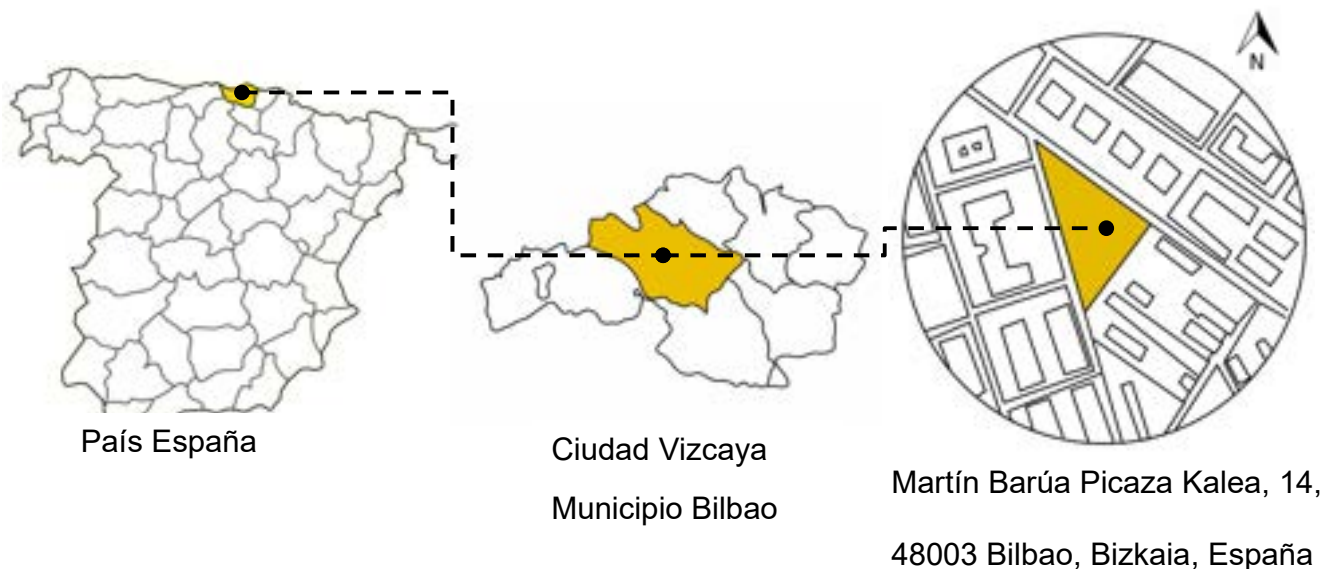 N
País España
Ciudad Vizcaya
Municipio Bilbao
Martín Barúa Picaza Kalea, 14,
48003 Bilbao, Bizkaia, España